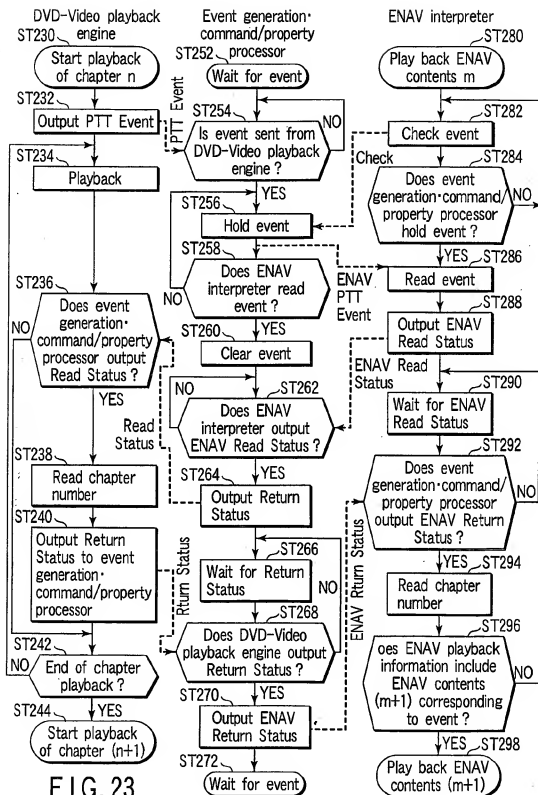 DVD-Video playback
engine
ST230
Start playback
of chapter n
ST232
Output PTT Event
ST234
Playback
ST236
Does event
generation·
command/property
processor output
Read Status ?
NO
YES
ST238
Read chapter
number
ST240
Output Return
Status to event
generation·
command/property
processor
ST242
End of chapter
playback ?
NO
YES
ST244
Start playback
of chapter (n+1)
PTT Event
Read
Status
Rturn Status
Event generation·
command/property
processor
ST252
Wait for event
ST254
NO
Is event sent from
DVD-Video playback
engine ?
YES
ST256
Hold event
ST258
Does ENAV
interpreter read
event ?
NO
YES
ST260
Clear event
NO
ST262
Does ENAV
interpreter output
ENAV Read Status ?
ST264
YES
Output Return
Status
ST266
Wait for Return
Status
NO
ST268
Does DVD-Video
playback engine output
Return Status ?
ST270
YES
Output ENAV
Return Status
ST272
Wait for event
Check
ENAV
PTT
Event
ENAV Read
Status
ENAV Rturn Status
ENAV interpreter
ST280
Play back ENAV
contents m
ST282
Check event
ST284
Does event
generation·command/
property processor
hold event ?
NO
YES
ST286
Read event
ST288
Output ENAV
Read Status
ST290
Wait for ENAV
Read Status
ST292
Does event
generation·command/
property processor
output ENAV Return
Status ?
NO
YES
ST294
Read chapter
number
ST296
oes ENAV playback
information include
ENAV contents
(m+1) corresponding
to event ?
NO
YES
ST298
Play back ENAV
contents (m+1)
FIG. 23